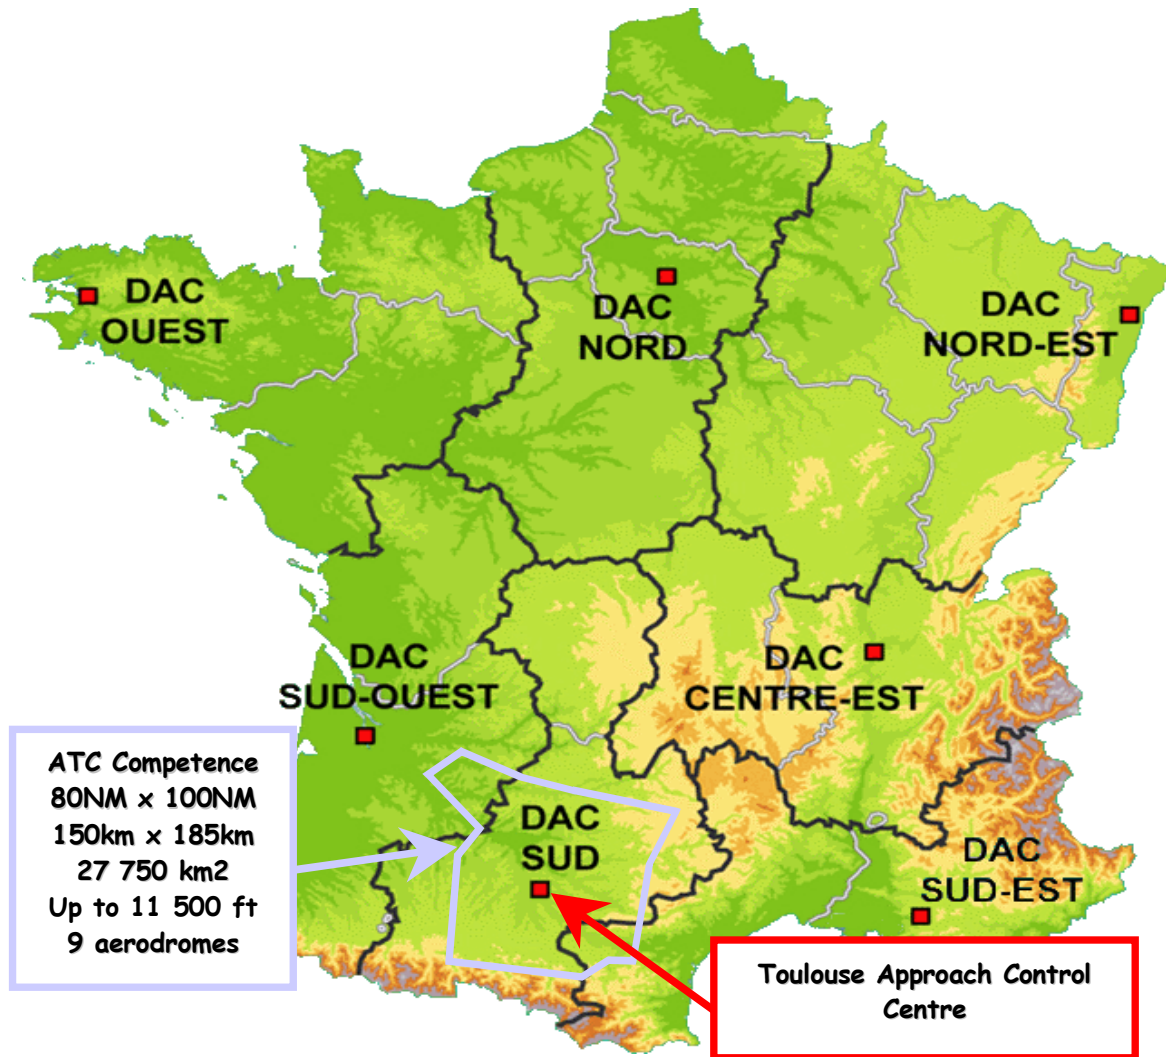 DAC
OUEST
DAC
NORD
DAC
NORD-EST
DAC
SUD-OUEST
DAC
CENTRE-EST
ATC Competence
80NM x 100NM
150km x 185km
27 750 km2
Up to 11 500 ft
9 aerodromes
DAC
SUD
DAC
SUD-EST
Toulouse Approach Control
Centre